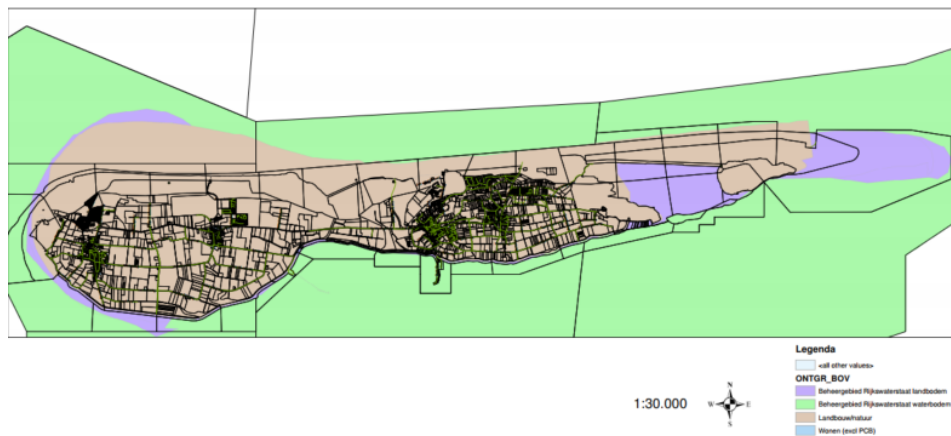 Legenda
<all other values>
ONTGR_BOV
Beheergebied Rijkswaterstaat landbodem
Beheergebied Rijkswaterstaat waterbodem
Landbouw/natuur
Wonen (excl PCB)
1:30.000
N
W E
S